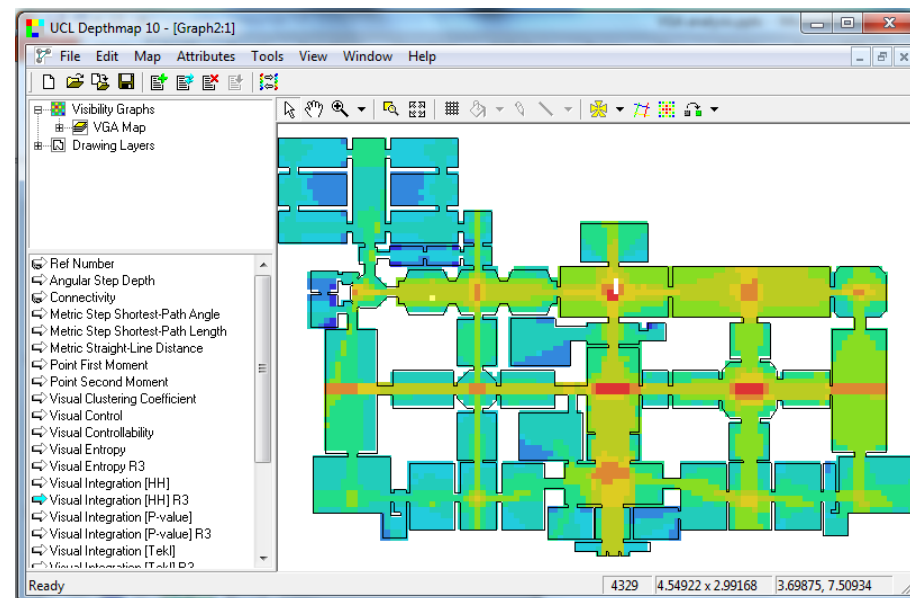 UCL Depthmap 10 - [Graph2:1]
File Edit Map Attributes Tools View Window Help
Visibility Graphs
VGA Map
Drawing Layers
Ref Number
Angular Step Depth
Connectivity
Metric Step Shortest-Path Angle
Metric Step Shortest-Path Length
Metric Straight-Line Distance
Point First Moment
Point Second Moment
Visual Clustering Coefficient
Visual Control
Visual Controllability
Visual Entropy
Visual Entropy R3
Visual Integration [HH]
Visual Integration [HH] R3
Visual Integration [P-value]
Visual Integration [P-value] R3
Visual Integration [Tekl]
Visual Integration [Tekl] R3
Ready 4329 4.54922 x 2.99168 3.69875, 7.50934